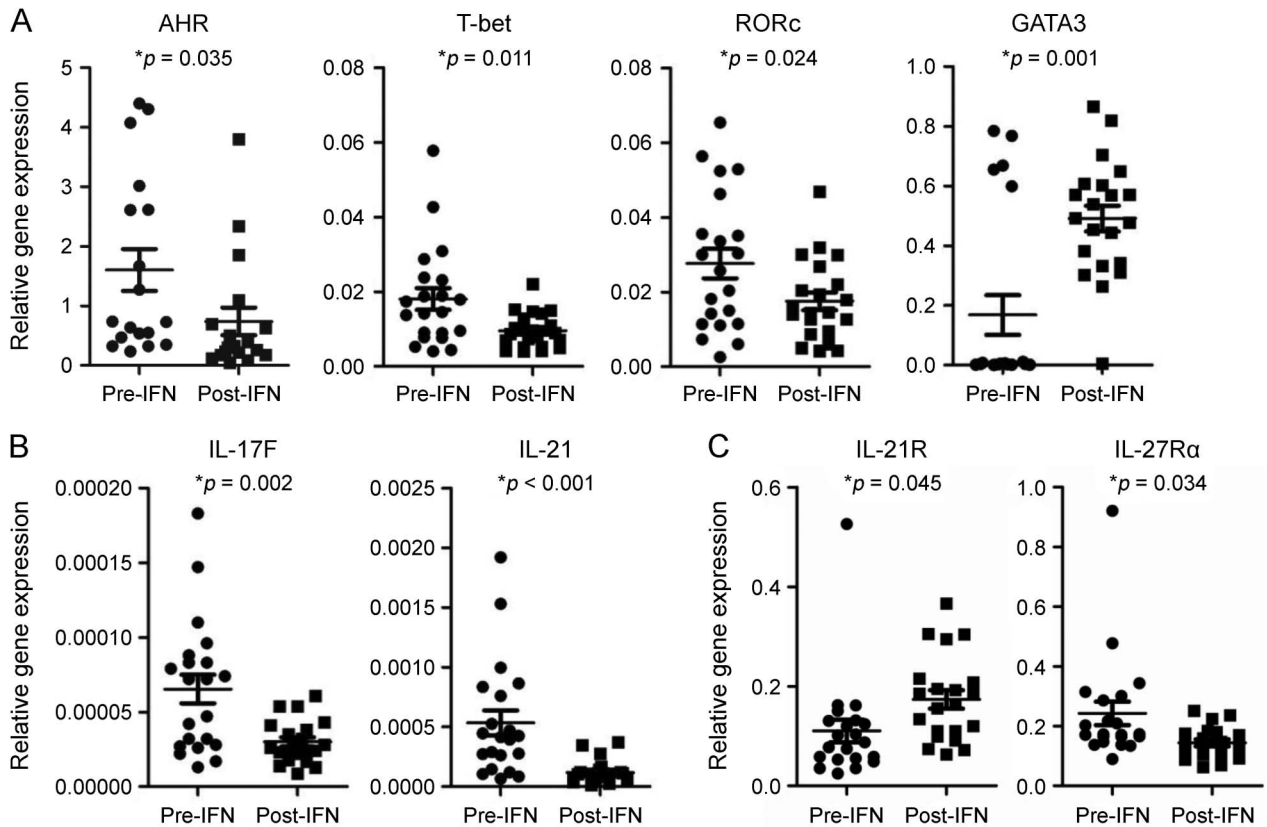 A
AHR
*p = 0.035
Relative gene expression
5
4
3
2
1
0
Pre-IFN
Post-IFN
T-bet
*p = 0.011
0.08
0.06
0.04
0.02
0.00
Pre-IFN
Post-IFN
RORc
*p = 0.024
0.08
0.06
0.04
0.02
0.00
Pre-IFN
Post-IFN
GATA3
*p = 0.001
1.0
0.8
0.6
0.4
0.2
0.0
Pre-IFN
Post-IFN
B
IL-17F
*p = 0.002
Relative gene expression
0.00020
0.00015
0.00010
0.00005
0.00000
Pre-IFN
Post-IFN
IL-21
*p < 0.001
0.0025
0.0020
0.0015
0.0010
0.0005
0.0000
Pre-IFN
Post-IFN
C
IL-21R
*p = 0.045
Relative gene expression
0.6
0.4
0.2
0.0
Pre-IFN
Post-IFN
IL-27Rα
*p = 0.034
1.0
0.8
0.6
0.4
0.2
0.0
Pre-IFN
Post-IFN